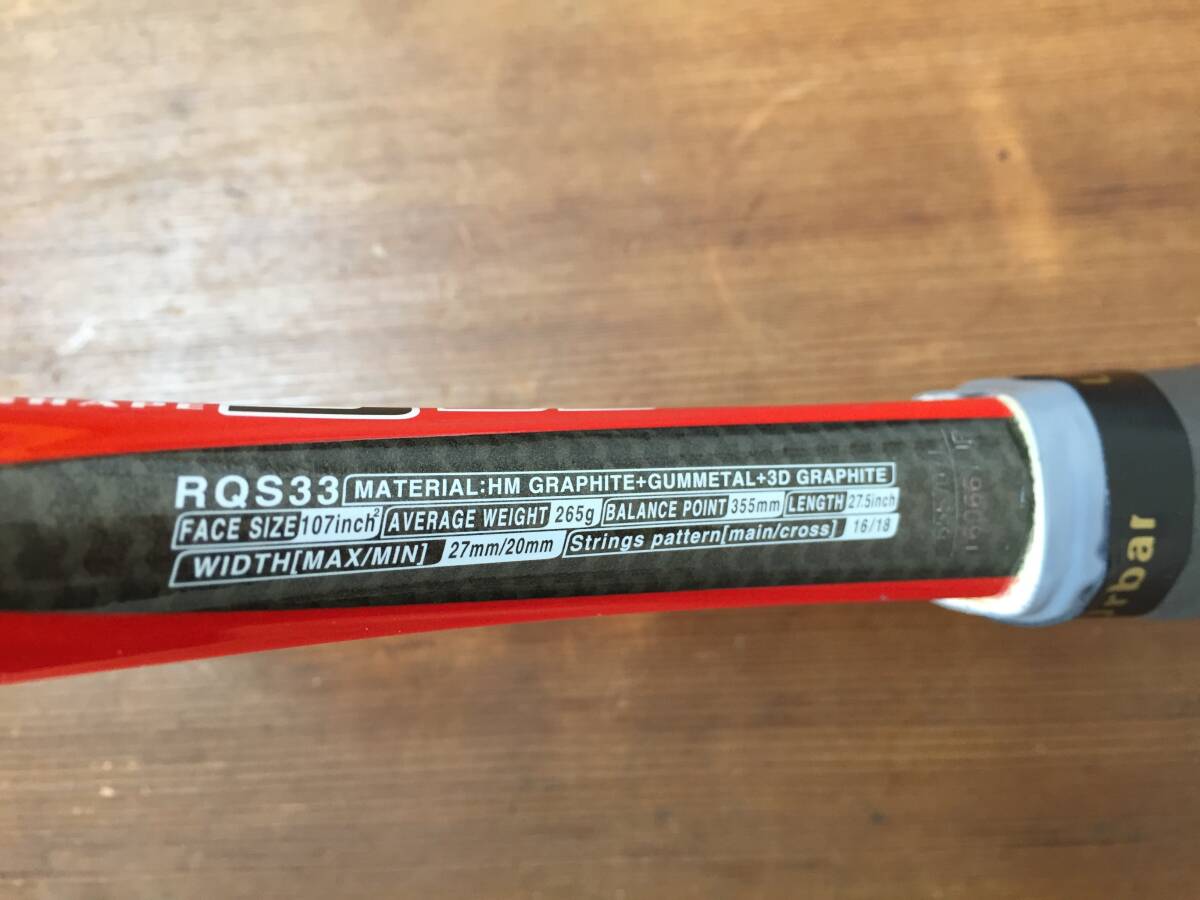 RQS33 MATERIAL:HM GRAPHITE+GUMMETAL+3D GRAPHITE
FACE SIZE 107inch² AVERAGE WEIGHT 265g BALANCE POINT 355mm LENGTH 27.5inch
WIDTH[MAX/MIN] 27mm/20mm Strings pattern[main/cross] 16/18
rbar